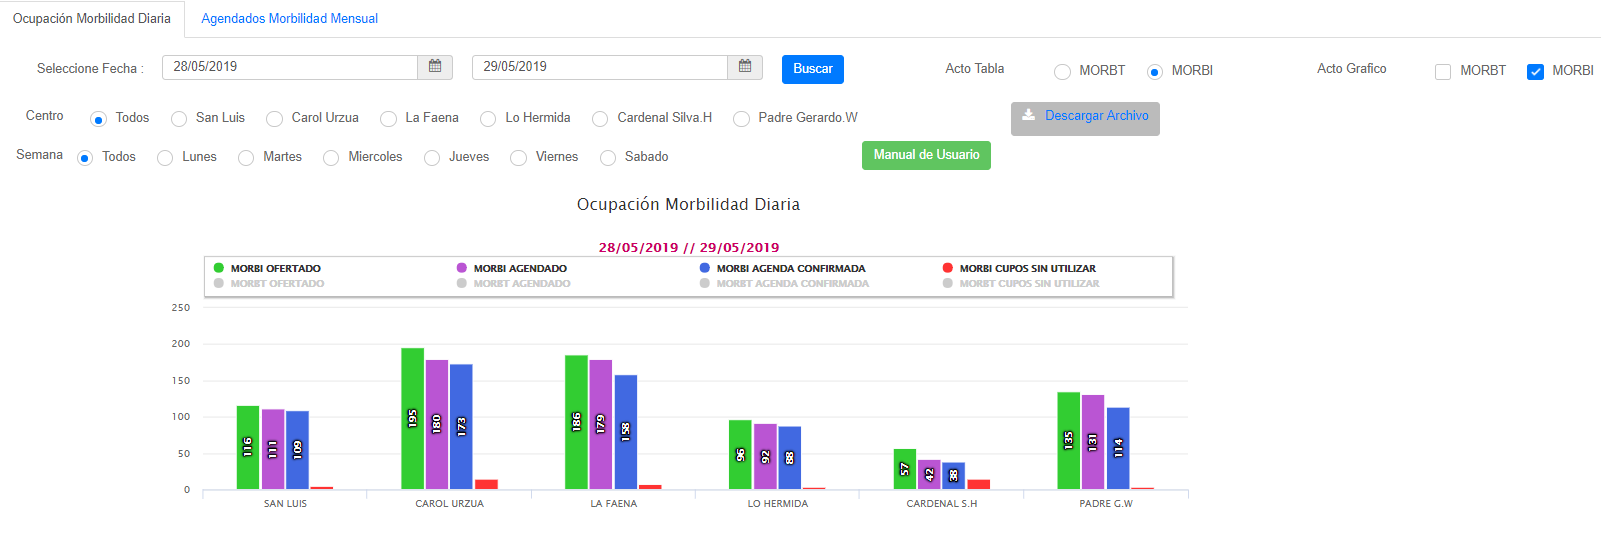 Ocupación Morbilidad Diaria Agendados Morbilidad Mensual
Seleccione Fecha : 28/05/2019 29/05/2019 Buscar Acto Tabla MORBT MORBI Acto Grafico MORBT MORBI
Centro Todos San Luis Carol Urzua La Faena Lo Hermida Cardenal Silva.H Padre Gerardo.W Descargar Archivo
Semana Todos Lunes Martes Miercoles Jueves Viernes Sabado Manual de Usuario
Ocupación Morbilidad Diaria
28/05/2019 // 29/05/2019
MORBI OFERTADO MORBI AGENDADO MORBI AGENDA CONFIRMADA MORBI CUPOS SIN UTILIZAR
MORBT OFERTADO MORBT AGENDADO MORBT AGENDA CONFIRMADA MORBT CUPOS SIN UTILIZAR
250
200
150
100
50
0
116 111 109
195 180 173
186 179 158
96 92 88
57 42 38
135 131 114
SAN LUIS CAROL URZUA LA FAENA LO HERMIDA CARDENAL S.H PADRE G.W